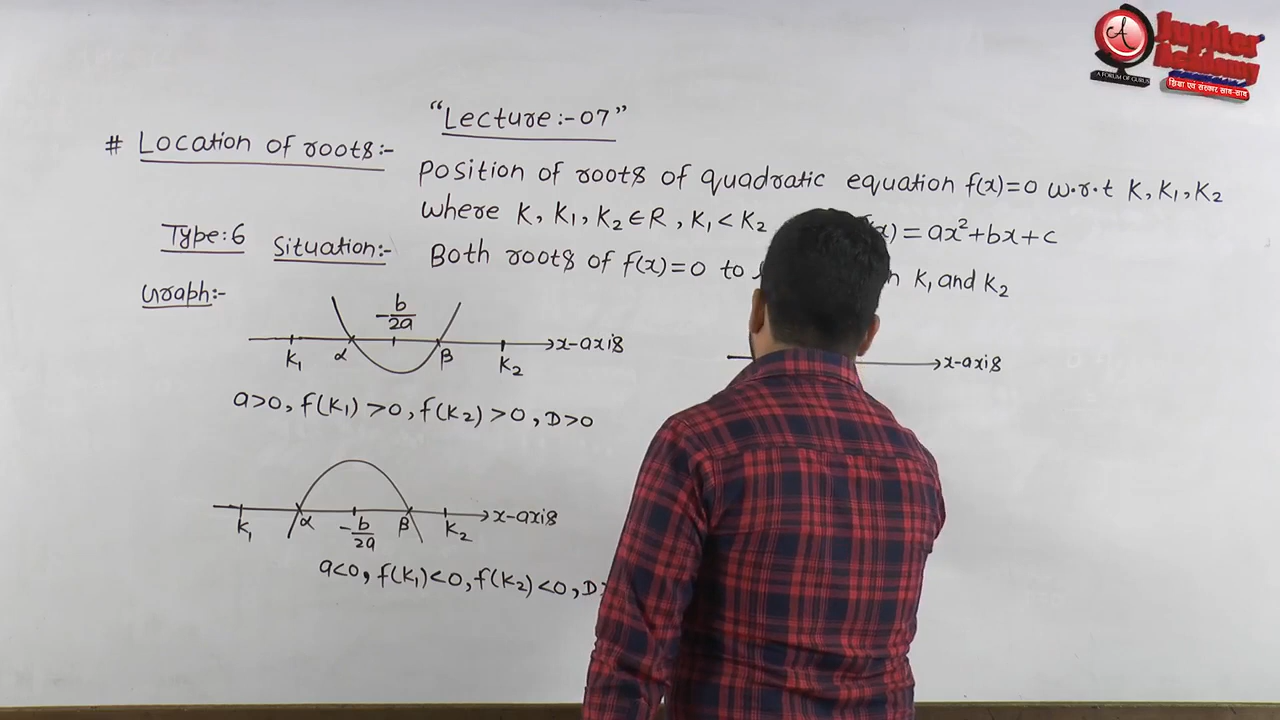 Jupiter
Academy
A FORUM OF GURUS
शिक्षा एवं संस्कार साथ-साथ
"Lecture:-07"
# Location of roots:-
Position of roots of quadratic equation f(x)=0 w.r.t K, K₁, K₂
where K, K₁, K₂ ∈ R, K₁ < K₂ x) = ax²+bx+c
Type:6 Situation:- Both roots of f(x)=0 to K₁ and K₂
Graph:-
-b/2a
K₁ α β K₂ x-axis
x-axis
a>0, f(K₁)>0, f(K₂)>0, D>0
K₁ α -b/2a β K₂ x-axis
a<0, f(K₁)<0, f(K₂)<0, D